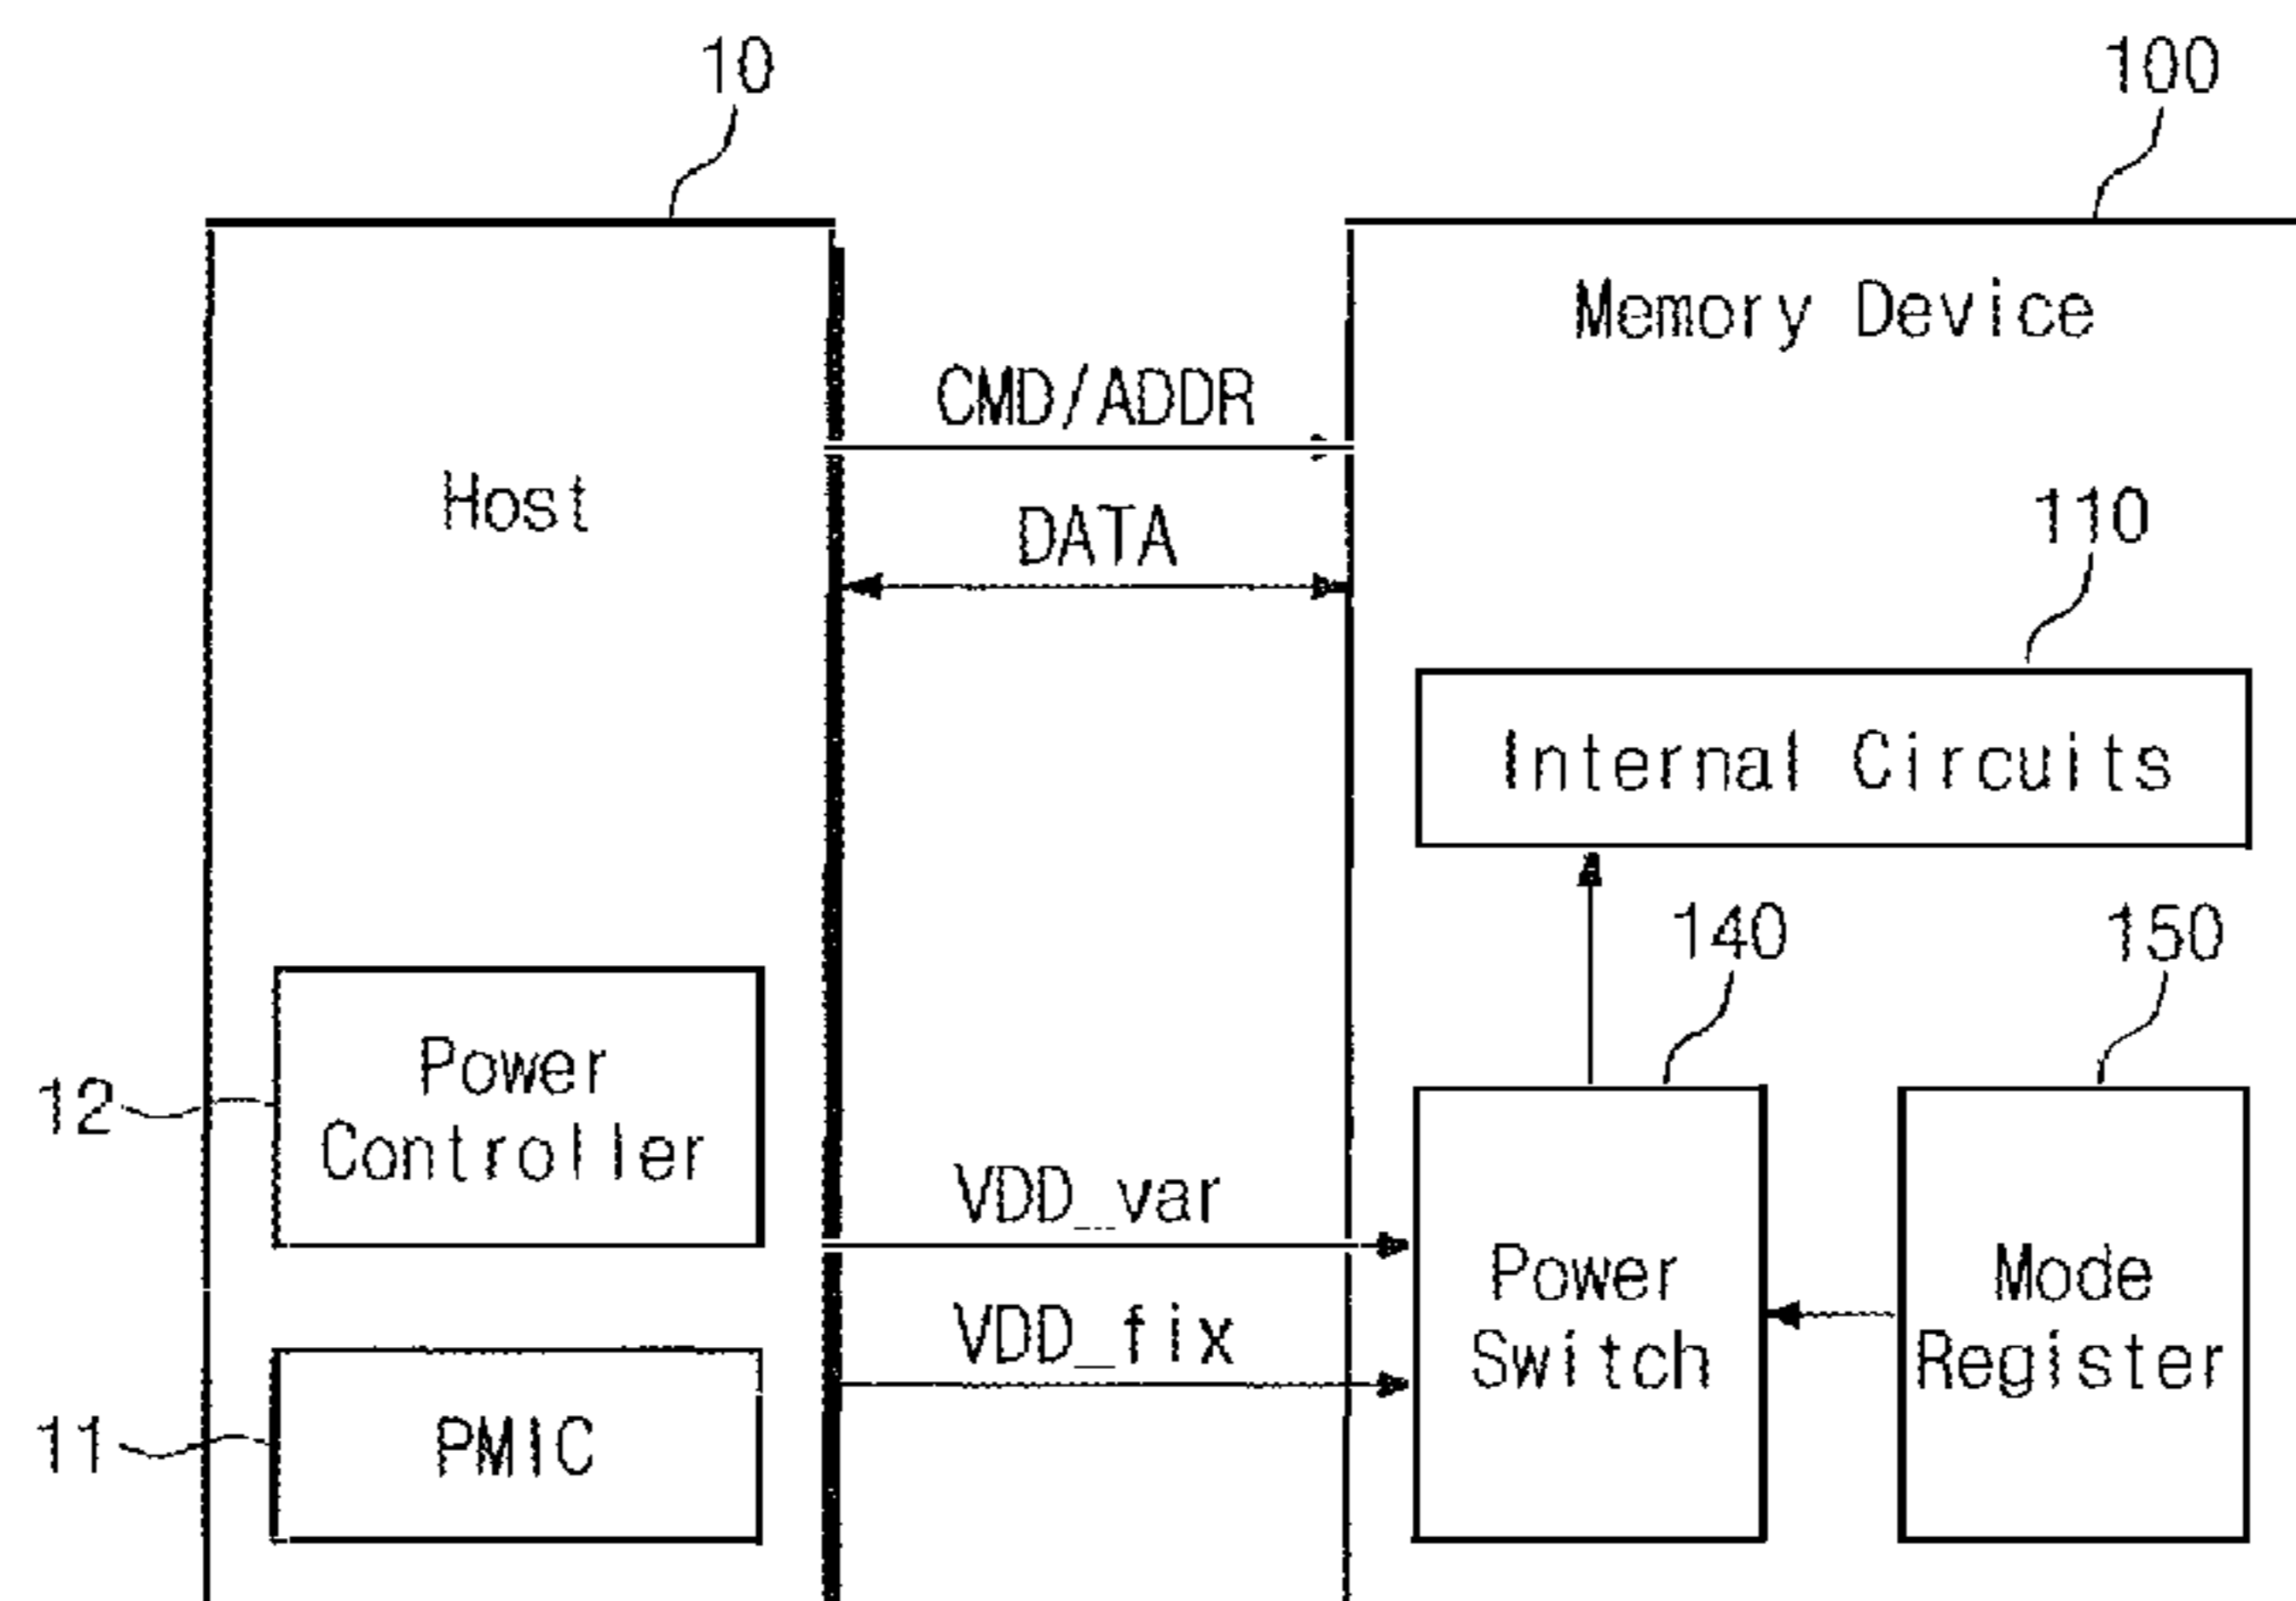 10
100
Memory Device
CMD/ADDR
Host
DATA
110
Internal Circuits
140
150
Power
Controller
12
VDD_var
Power
Switch
Mode
Register
VDD_fix
PMIC
11